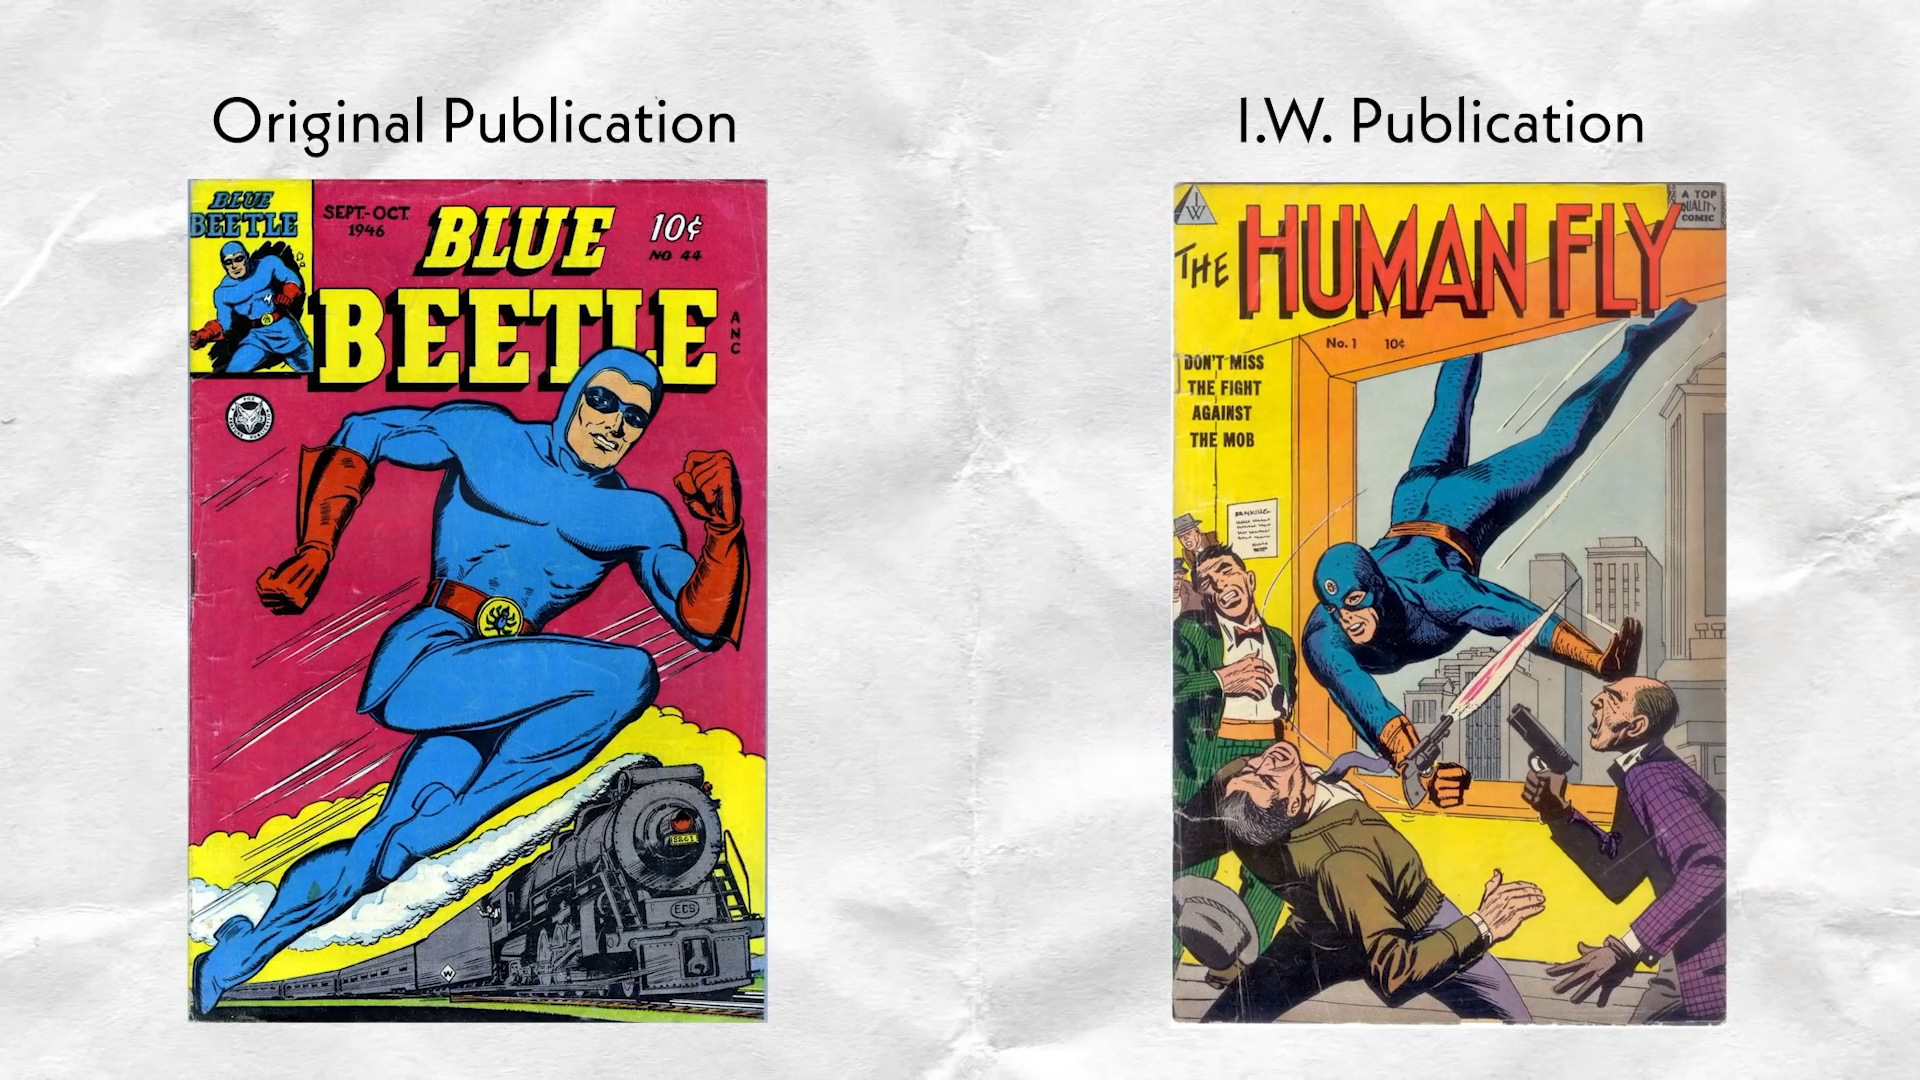 Original Publication
I.W. Publication
BLUE
BEETLE
SEPT.-OCT.
1946
BLUE
BEETLE
10¢
NO 44
A
N
C
5861
ECS
W
I
W
A TOP
QUALITY
COMIC
THE HUMAN FLY
No. 1 10¢
DON'T MISS
THE FIGHT
AGAINST
THE MOB